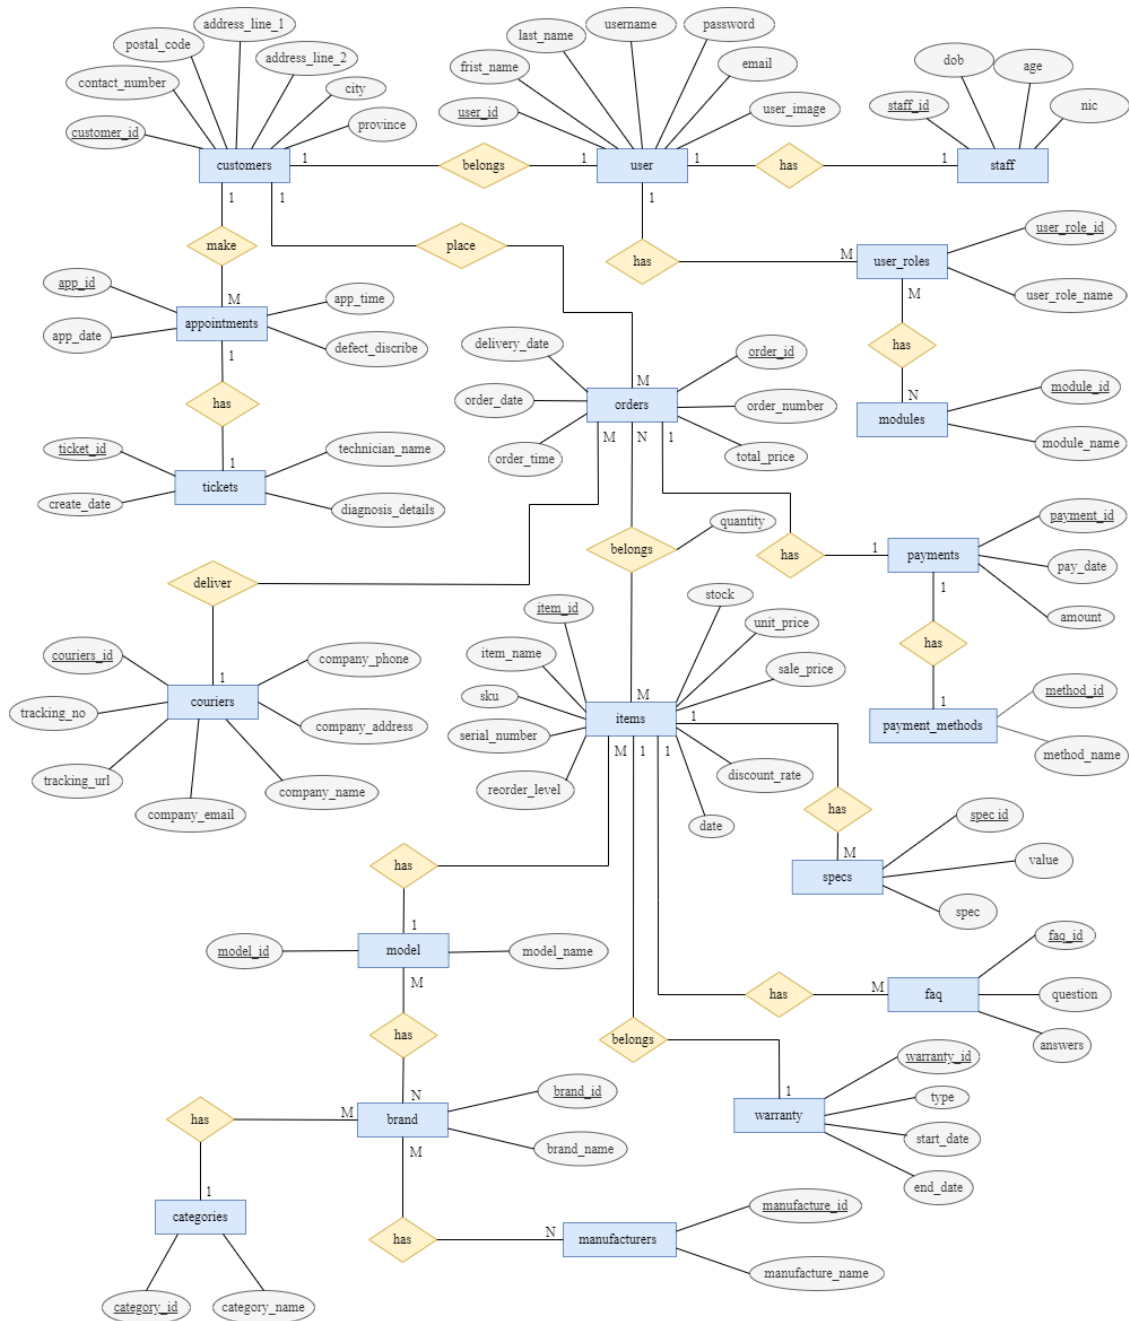 address_line_1
postal_code
address_line_2
contact_number
city
customer_id
province
customers
last_name
username
password
frist_name
email
user_id
user_image
user
dob
age
staff_id
nic
staff
1
belongs
1
1
has
1
1
1
1
make
place
has
M
user_roles
user_role_id
user_role_name
M
app_id
M
app_time
appointments
app_date
defect_discribe
1
has
has
N
modules
module_id
module_name
delivery_date
order_id
M
order_date
orders
order_number
order_time
total_price
M
N
1
ticket_id
technician_name
1
tickets
create_date
diagnosis_details
quantity
belongs
has
1
payments
payment_id
pay_date
amount
1
has
1
payment_methods
method_id
method_name
deliver
couriers_id
1
company_phone
couriers
tracking_no
company_address
tracking_url
company_name
company_email
item_id
stock
unit_price
item_name
sale_price
sku
M
items
1
serial_number
M
1
1
reorder_level
discount_rate
date
has
M
specs
spec id
value
spec
has
1
model_id
model
model_name
M
has
M
faq
faq_id
question
answers
has
belongs
1
warranty
warranty_id
type
start_date
end_date
N
brand_id
has
M
brand
brand_name
M
1
categories
category_id
category_name
has
N
manufacturers
manufacture_id
manufacture_name